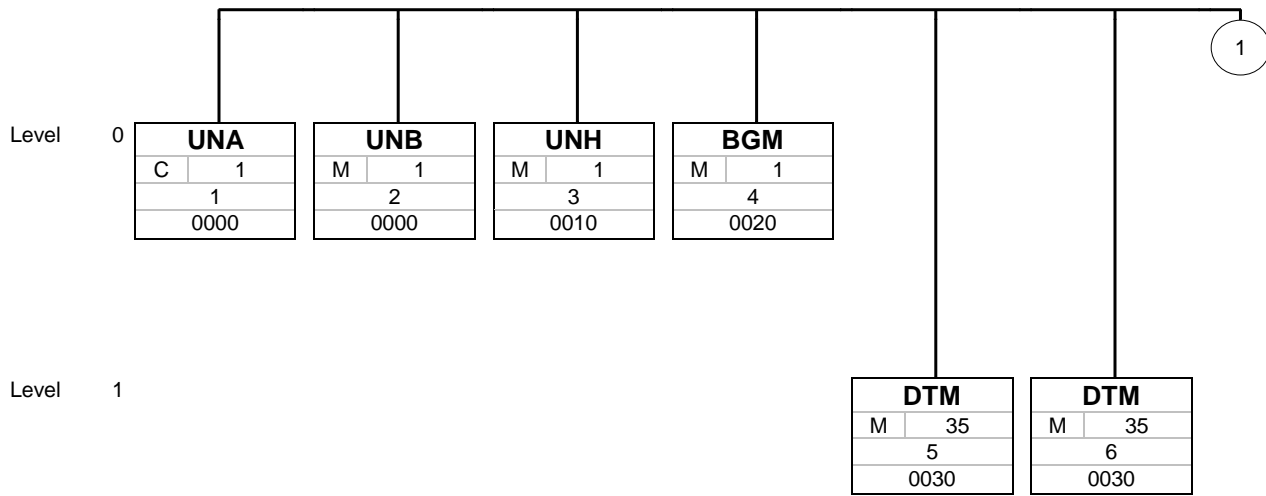 1
Level 0
UNA
C 1
1
0000
UNB
M 1
2
0000
UNH
M 1
3
0010
BGM
M 1
4
0020
Level 1
DTM
M 35
5
0030
DTM
M 35
6
0030